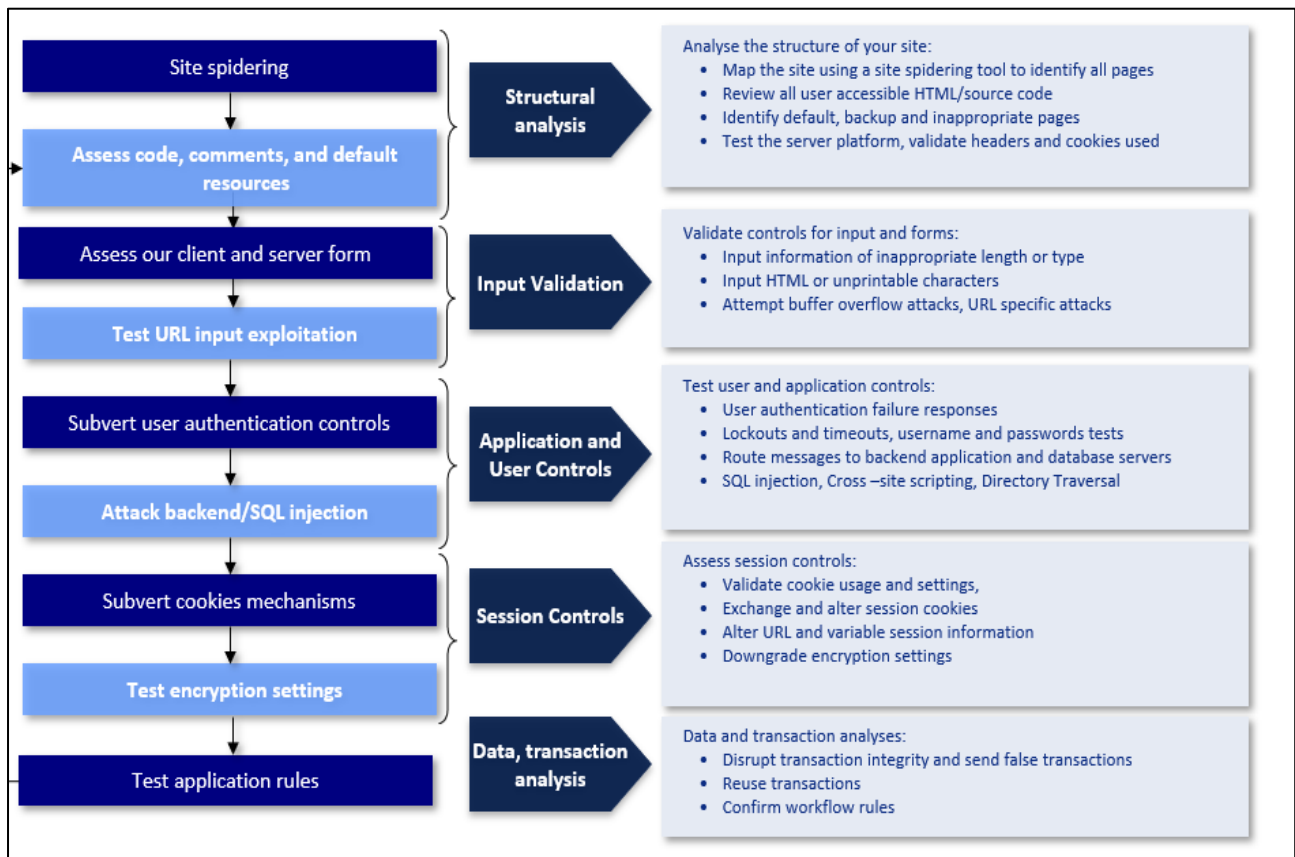 Site spidering
Assess code, comments, and default
resources
Assess our client and server form
Test URL input exploitation
Subvert user authentication controls
Attack backend/SQL injection
Subvert cookies mechanisms
Test encryption settings
Test application rules
Structural
analysis
Input Validation
Application and
User Controls
Session Controls
Data, transaction
analysis
Analyse the structure of your site:
• Map the site using a site spidering tool to identify all pages
• Review all user accessible HTML/source code
• Identify default, backup and inappropriate pages
• Test the server platform, validate headers and cookies used
Validate controls for input and forms:
• Input information of inappropriate length or type
• Input HTML or unprintable characters
• Attempt buffer overflow attacks, URL specific attacks
Test user and application controls:
• User authentication failure responses
• Lockouts and timeouts, username and passwords tests
• Route messages to backend application and database servers
• SQL injection, Cross –site scripting, Directory Traversal
Assess session controls:
• Validate cookie usage and settings,
• Exchange and alter session cookies
• Alter URL and variable session information
• Downgrade encryption settings
Data and transaction analyses:
• Disrupt transaction integrity and send false transactions
• Reuse transactions
• Confirm workflow rules